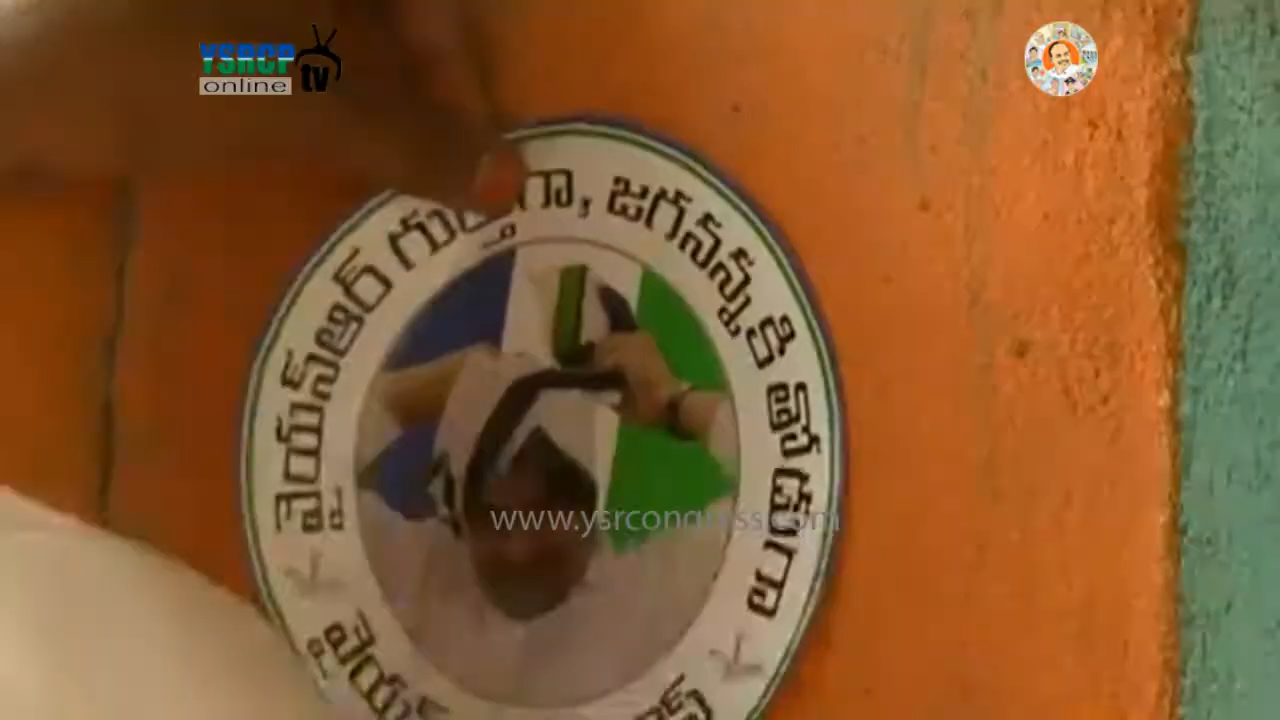 YSRCP
online tv
వైయస్ఆర్ గుర్తుగా, జగనన్నకి తోడుగా
www.ysrcongress.com